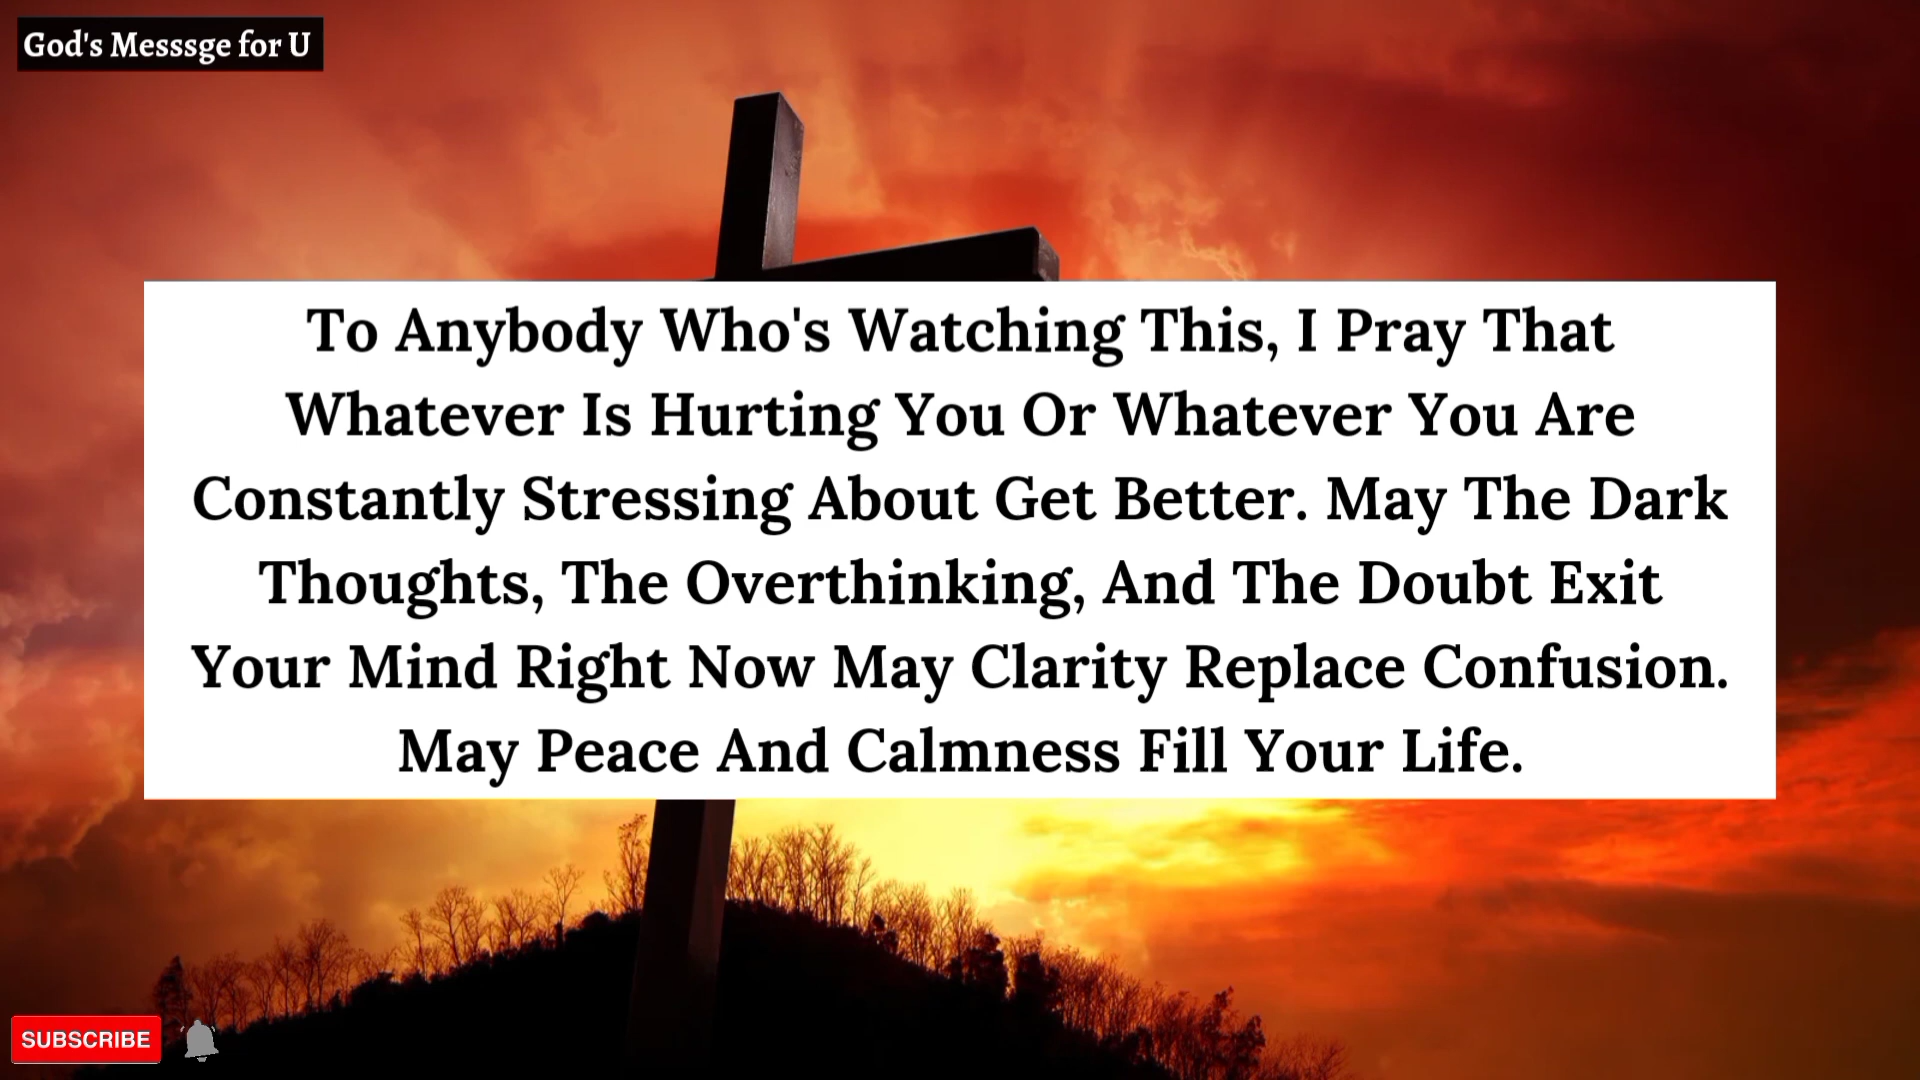 God's Messsge for U
To Anybody Who's Watching This, I Pray That
Whatever Is Hurting You Or Whatever You Are
Constantly Stressing About Get Better. May The Dark
Thoughts, The Overthinking, And The Doubt Exit
Your Mind Right Now May Clarity Replace Confusion.
May Peace And Calmness Fill Your Life.
SUBSCRIBE